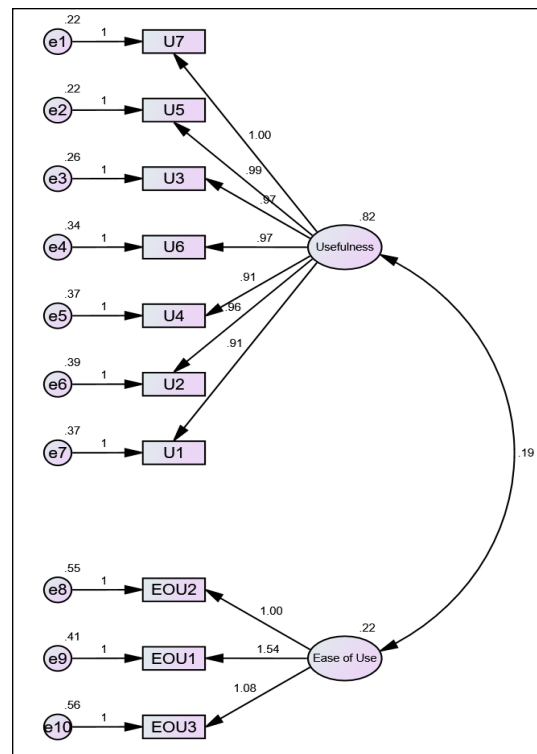 .22
e1
1
U7
.22
e2
1
U5
.26
e3
1
U3
.34
e4
1
U6
.37
e5
1
U4
.39
e6
1
U2
.37
e7
1
U1
1.00
.99
.97
.97
.91
.96
.91
.82
Usefulness
.19
.55
e8
1
EOU2
.41
e9
1
EOU1
.56
e10
1
EOU3
1.00
1.54
1.08
.22
Ease of Use